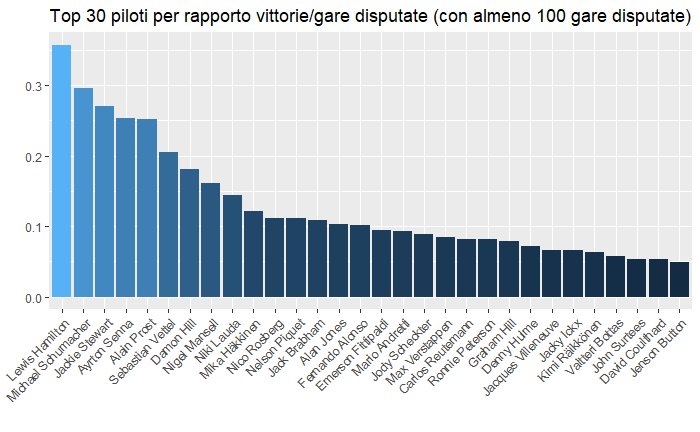 Top 30 piloti per rapporto vittorie/gare disputate (con almeno 100 gare disputate)
0.3
0.2
0.1
0.0
Lewis Hamilton
Michael Schumacher
Jackie Stewart
Ayrton Senna
Alain Prost
Sebastian Vettel
Damon Hill
Nigel Mansell
Niki Lauda
Mika Häkkinen
Nico Rosberg
Nelson Piquet
Jack Brabham
Alan Jones
Fernando Alonso
Emerson Fittipaldi
Mario Andretti
Jody Scheckter
Max Verstappen
Carlos Reutemann
Ronnie Peterson
Graham Hill
Denny Hulme
Jacques Villeneuve
Jacky Ickx
Kimi Räikkönen
Valtteri Bottas
John Surtees
David Coulthard
Jenson Button